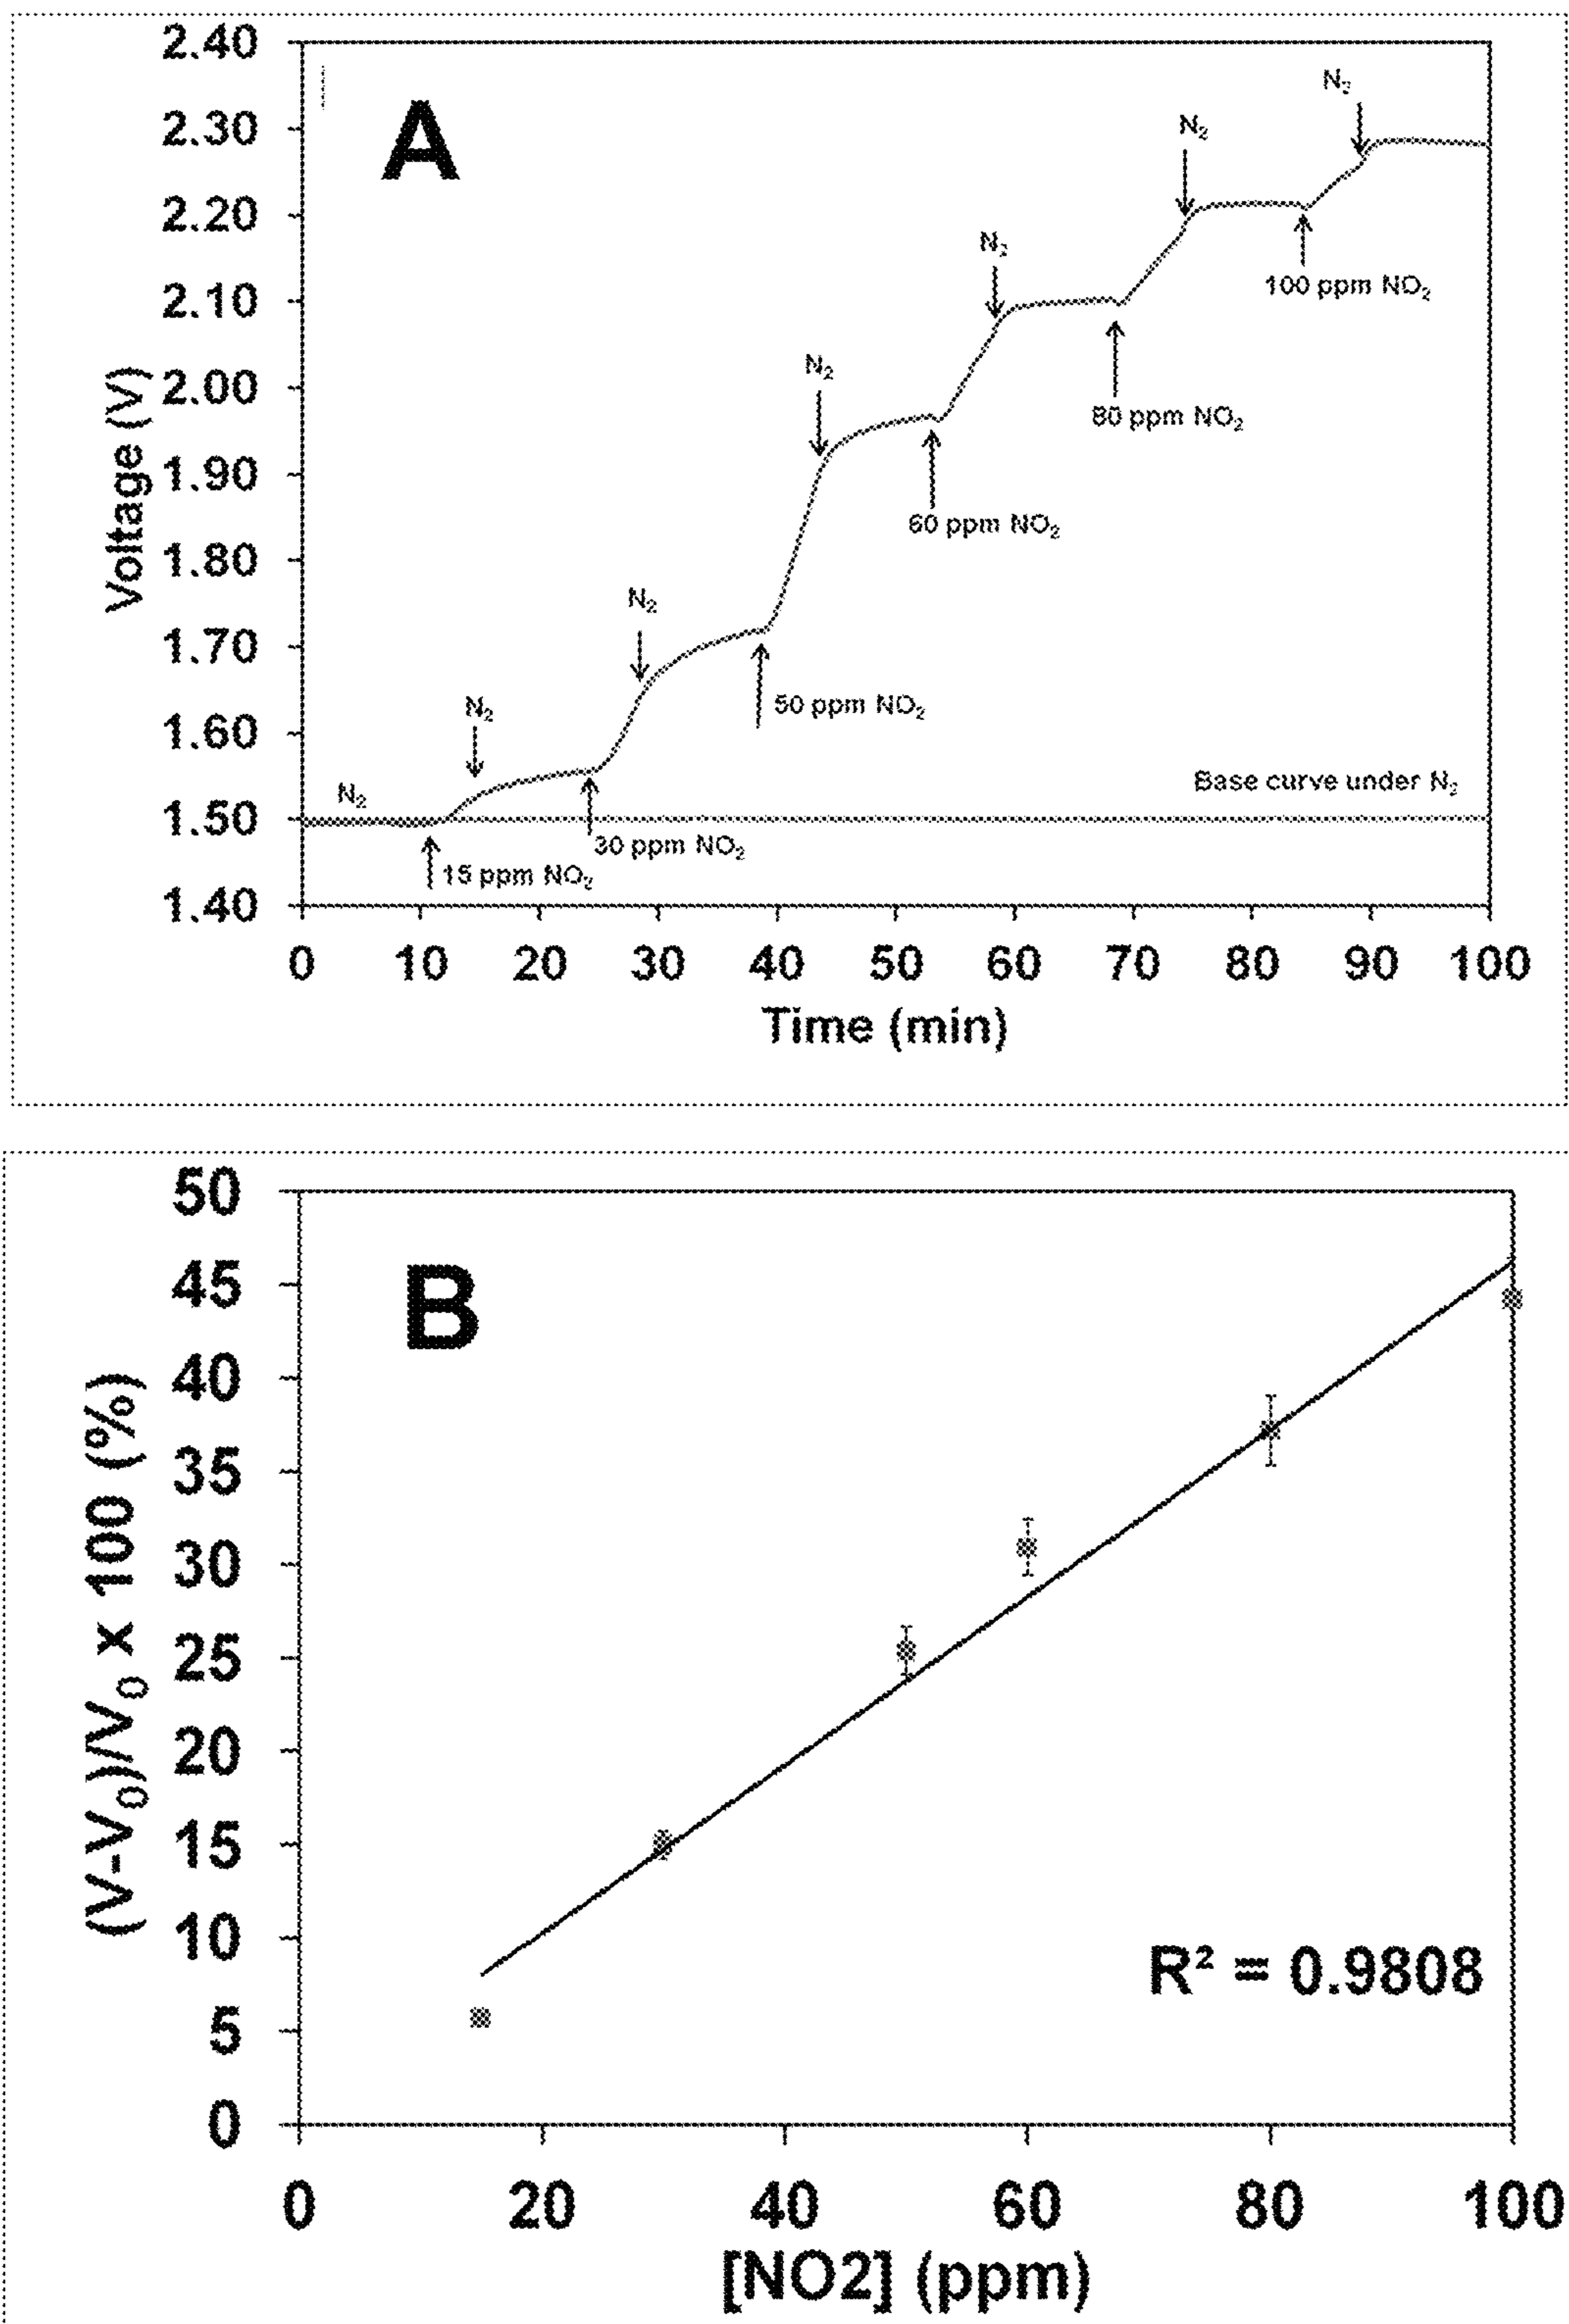 A
2.40
2.30
2.20
2.10
2.00
1.90
1.80
1.70
1.60
1.50
1.40
Voltage (V)
N₂
N₂
N₂
N₂
N₂
N₂
N₂
15 ppm NO₂
30 ppm NO₂
50 ppm NO₂
60 ppm NO₂
80 ppm NO₂
100 ppm NO₂
Base curve under N₂
0 10 20 30 40 50 60 70 80 90 100
Time (min)
B
50
45
40
35
30
25
20
15
10
5
0
(V-V₀)/V₀ x 100 (%)
R² = 0.9808
0 20 40 60 80 100
[NO2] (ppm)